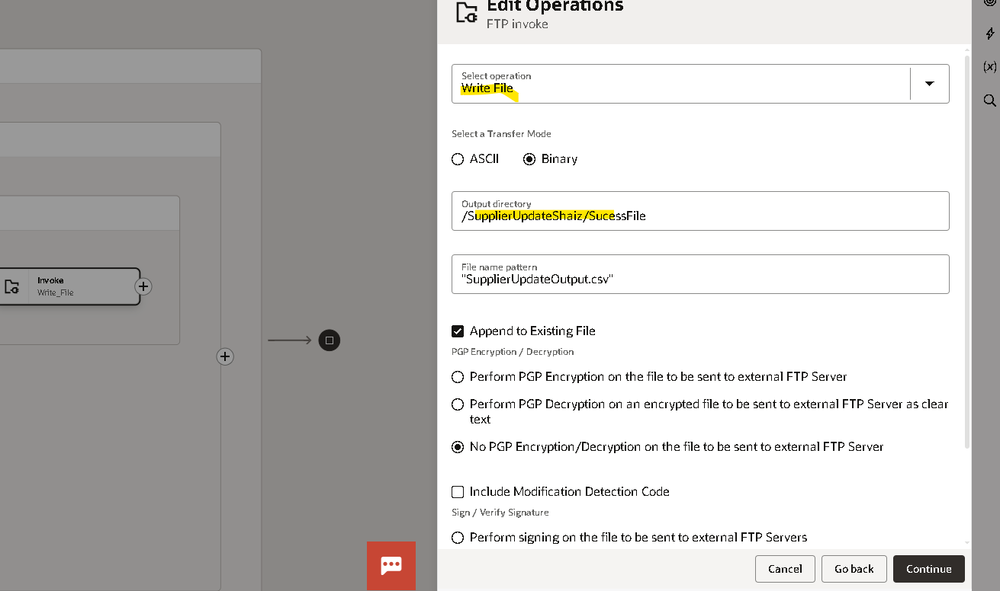 Edit Operations
FTP invoke
Select operation
Write File
Select a Transfer Mode
ASCII
Binary
Output directory
/SupplierUpdateShaiz/SucessFile
File name pattern
"SupplierUpdateOutput.csv"
Invoke
Write_File
Append to Existing File
PGP Encryption / Decryption
Perform PGP Encryption on the file to be sent to external FTP Server
Perform PGP Decryption on an encrypted file to be sent to external FTP Server as clear
text
No PGP Encryption/Decryption on the file to be sent to external FTP Server
Include Modification Detection Code
Sign / Verify Signature
Perform signing on the file to be sent to external FTP Servers
Cancel
Go back
Continue
(x)